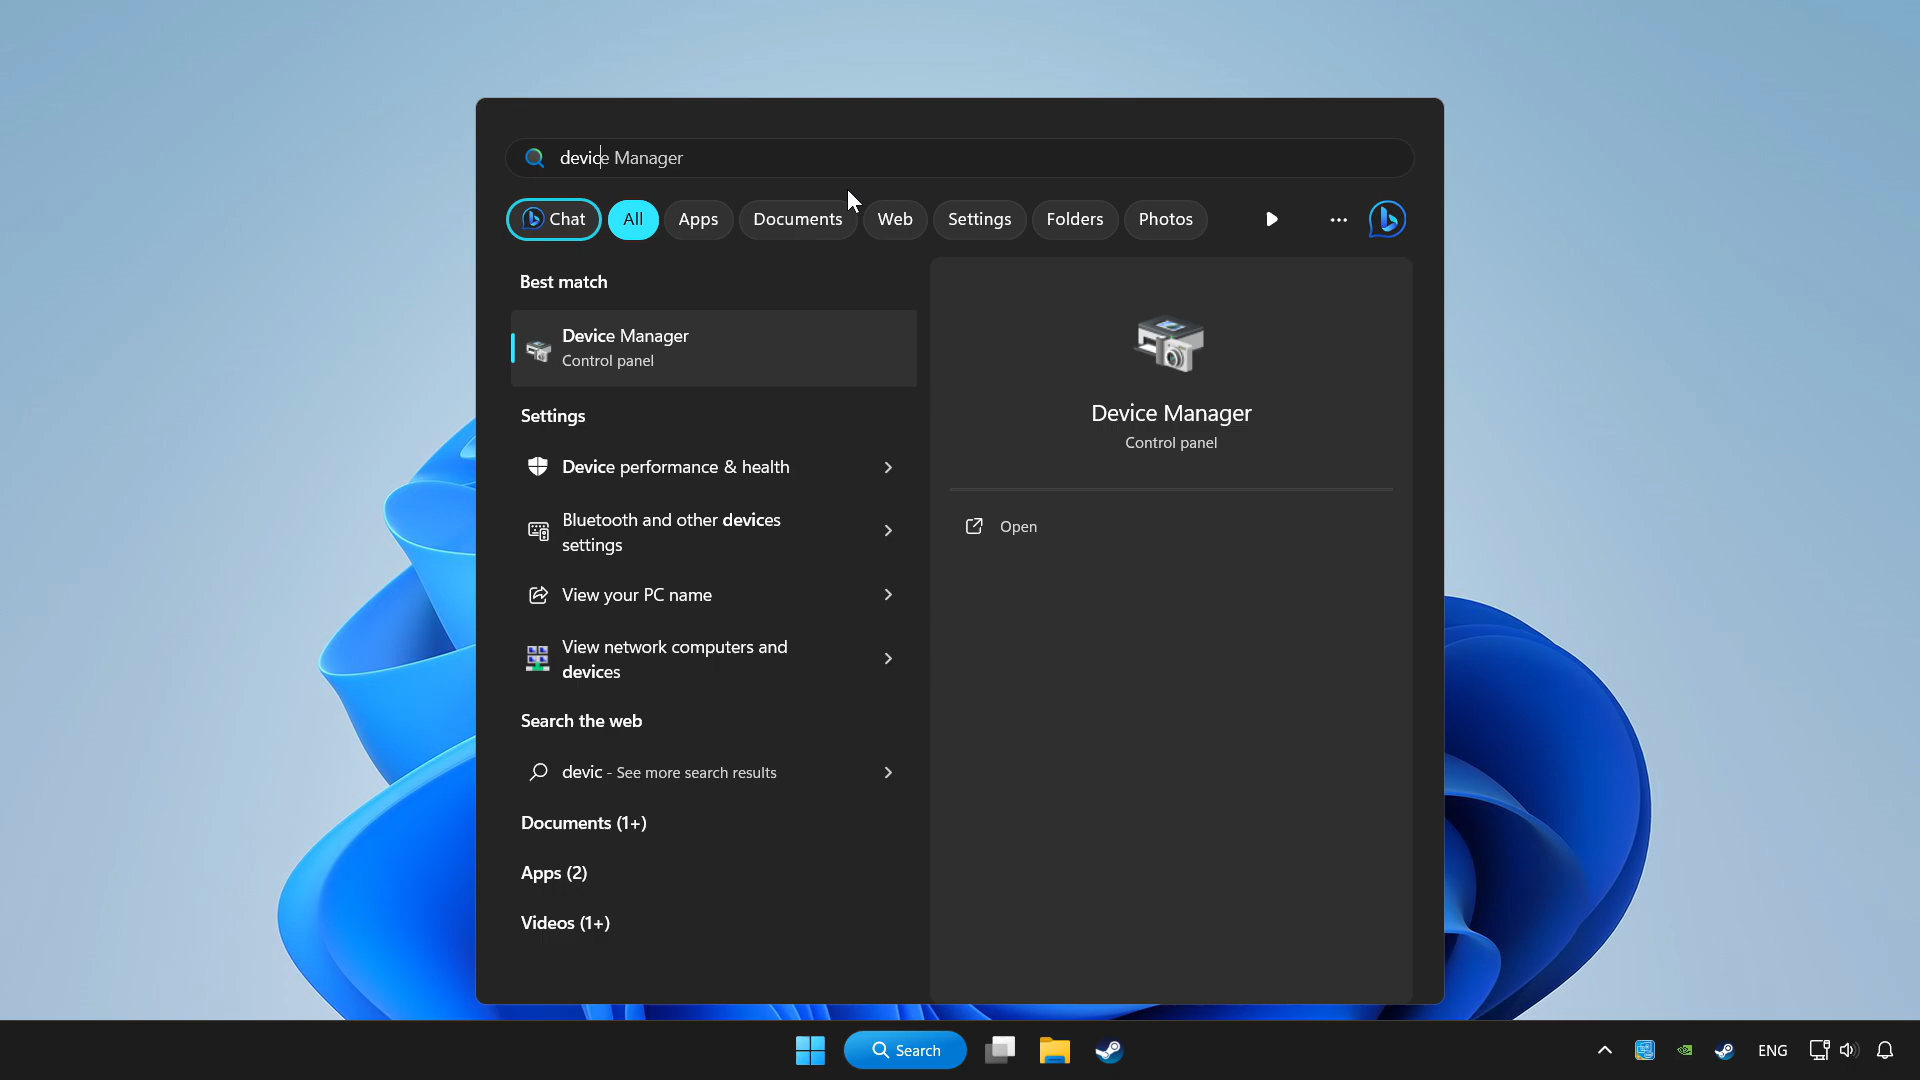 device Manager
Chat All Apps Documents Web Settings Folders Photos
Best match
Device Manager
Control panel
Settings
Device performance & health
Bluetooth and other devices
settings
View your PC name
View network computers and
devices
Search the web
devic - See more search results
Documents (1+)
Apps (2)
Videos (1+)
Device Manager
Control panel
Open
Search
ENG